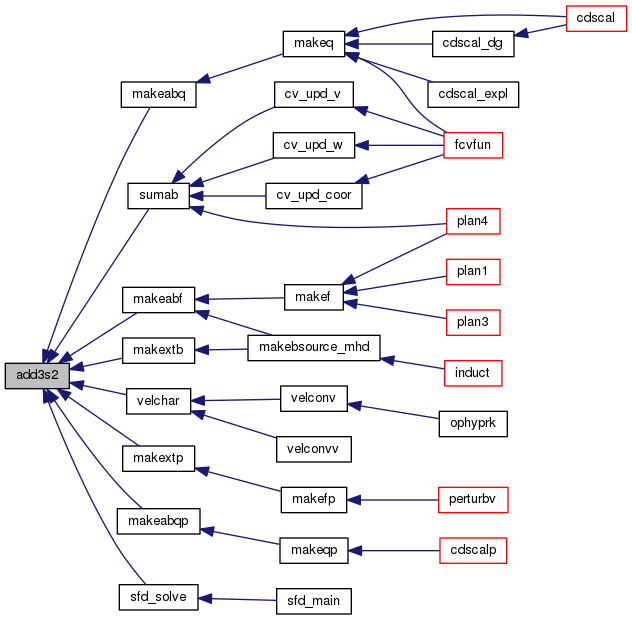 cdscal
makeq
cdscal_dg
makeabq
cv_upd_v
cdscal_expl
cv_upd_w
fcvfun
sumab
cv_upd_coor
plan4
plan1
makeabf
makef
plan3
makextb
makebsource_mhd
add3s2
induct
velchar
velconv
ophyprk
velconvv
makextp
makefp
perturbv
makeabqp
makeqp
cdscalp
sfd_solve
sfd_main